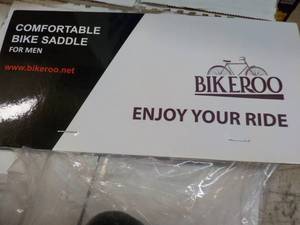 COMFORTABLE
BIKE SADDLE
FOR MEN
www.bikeroo.net
BIKEROO
ENJOY YOUR RIDE